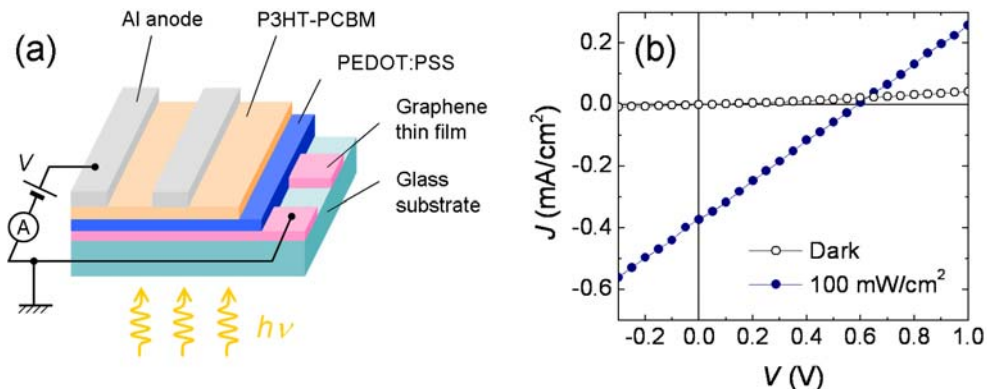 (a)
Al anode
P3HT-PCBM
PEDOT:PSS
Graphene
thin film
Glass
substrate
V
A
hν
(b)
0.2
0.0
-0.2
-0.4
-0.6
J (mA/cm²)
Dark
100 mW/cm²
-0.2 0.0 0.2 0.4 0.6 0.8 1.0
V (V)